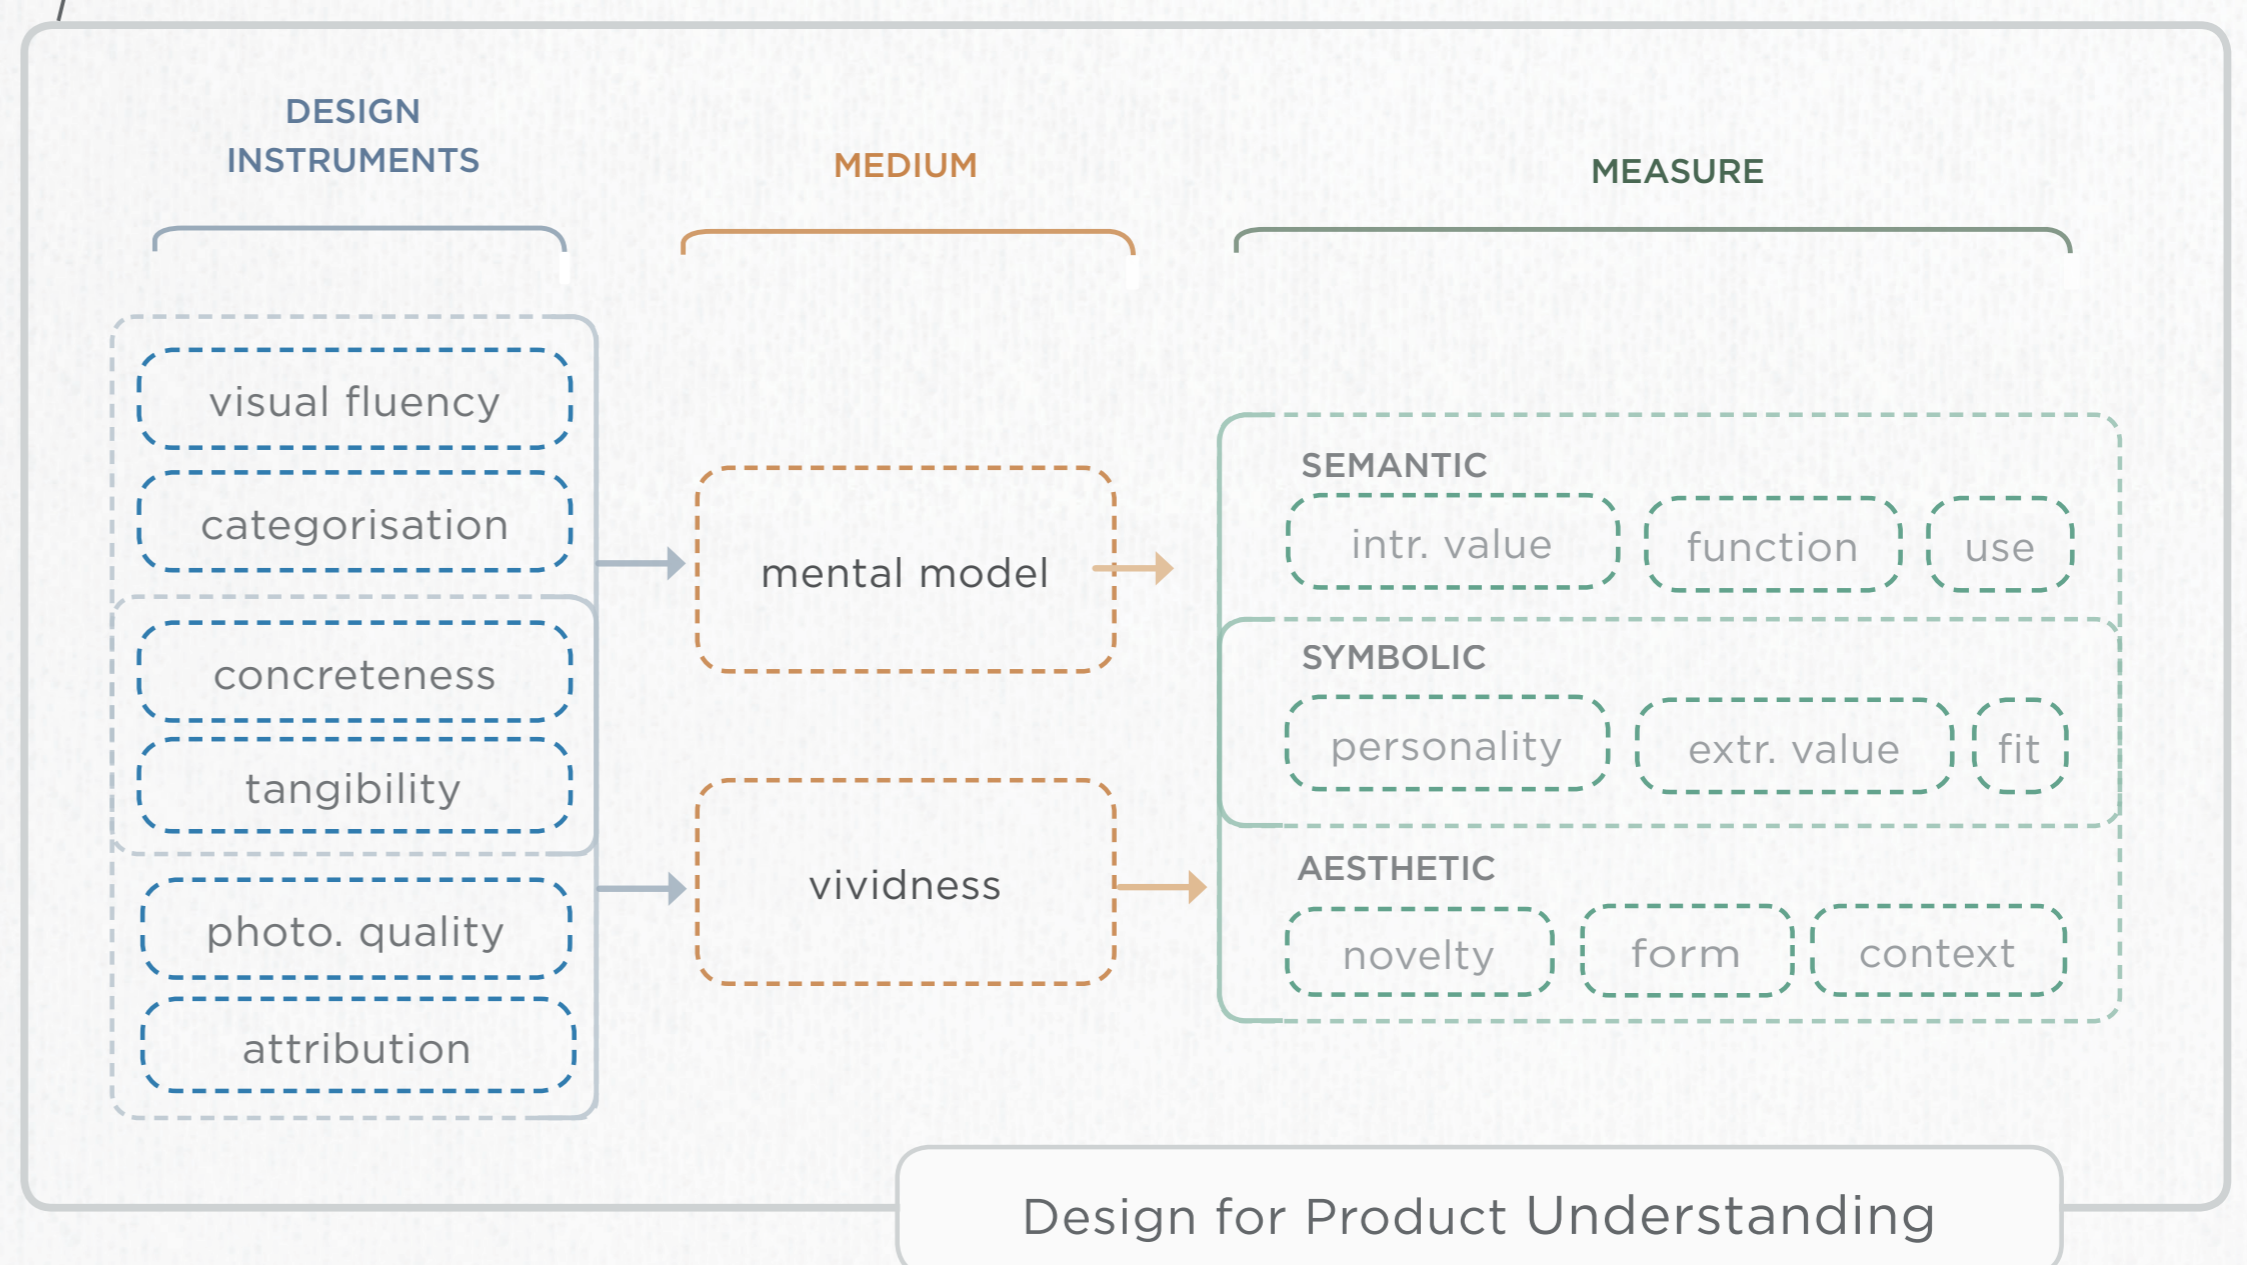 DESIGN
INSTRUMENTS
MEDIUM
MEASURE
visual fluency
categorisation
concreteness
tangibility
photo. quality
attribution
mental model
vividness
SEMANTIC
intr. value
function
use
SYMBOLIC
personality
extr. value
fit
AESTHETIC
novelty
form
context
Design for Product Understanding